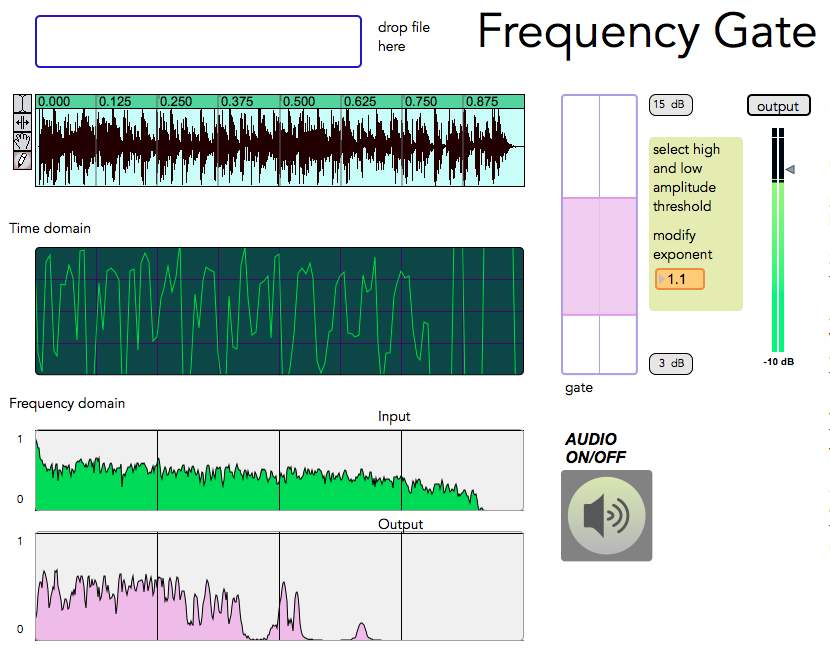 drop file
here
Frequency Gate
0.000 0.125 0.250 0.375 0.500 0.625 0.750 0.875
15 dB
output
select high
and low
amplitude
threshold
modify
exponent
1.1
Time domain
3 dB
-10 dB
gate
Frequency domain
Input
1
0
AUDIO
ON/OFF
Output
1
0